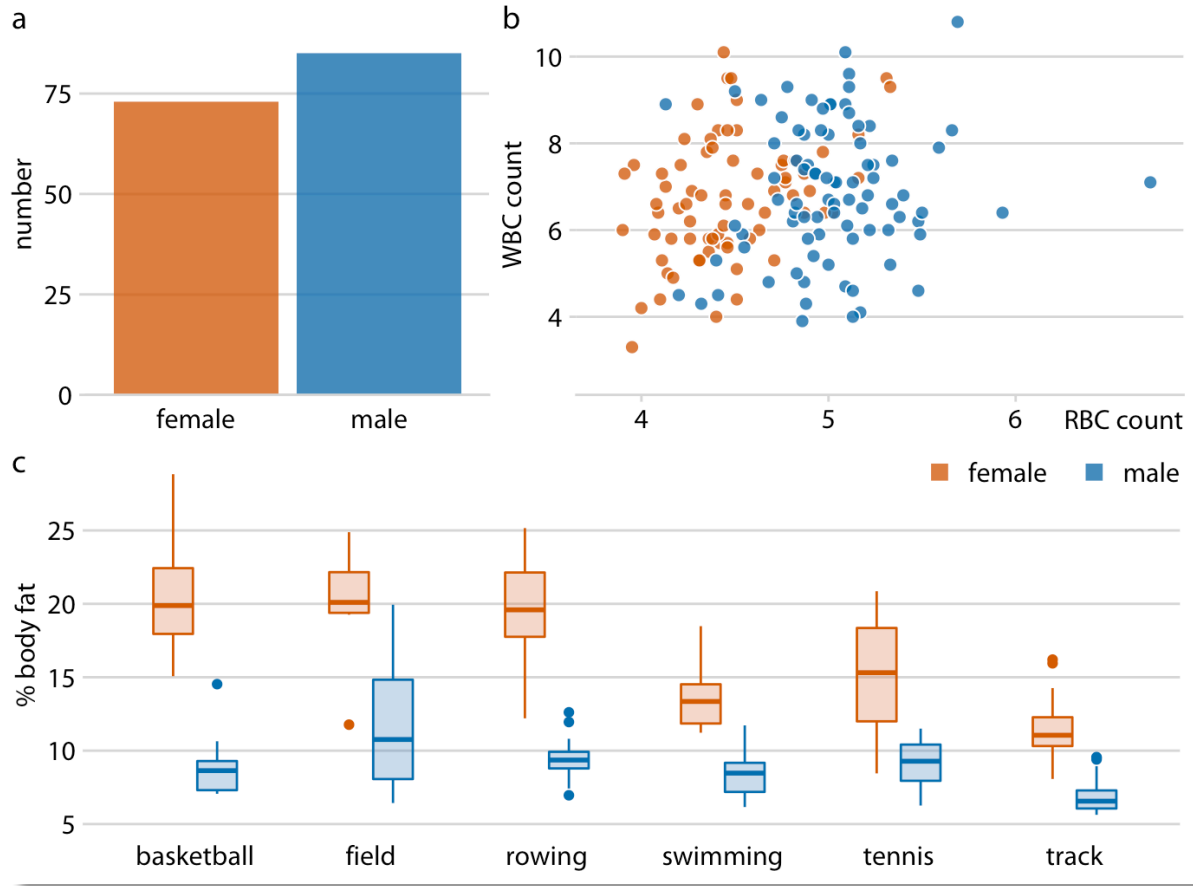 a
75
50
25
0
number
female male
b
10
8
6
4
WBC count
4 5 6 RBC count
c
female male
25
20
15
10
5
% body fat
basketball field rowing swimming tennis track